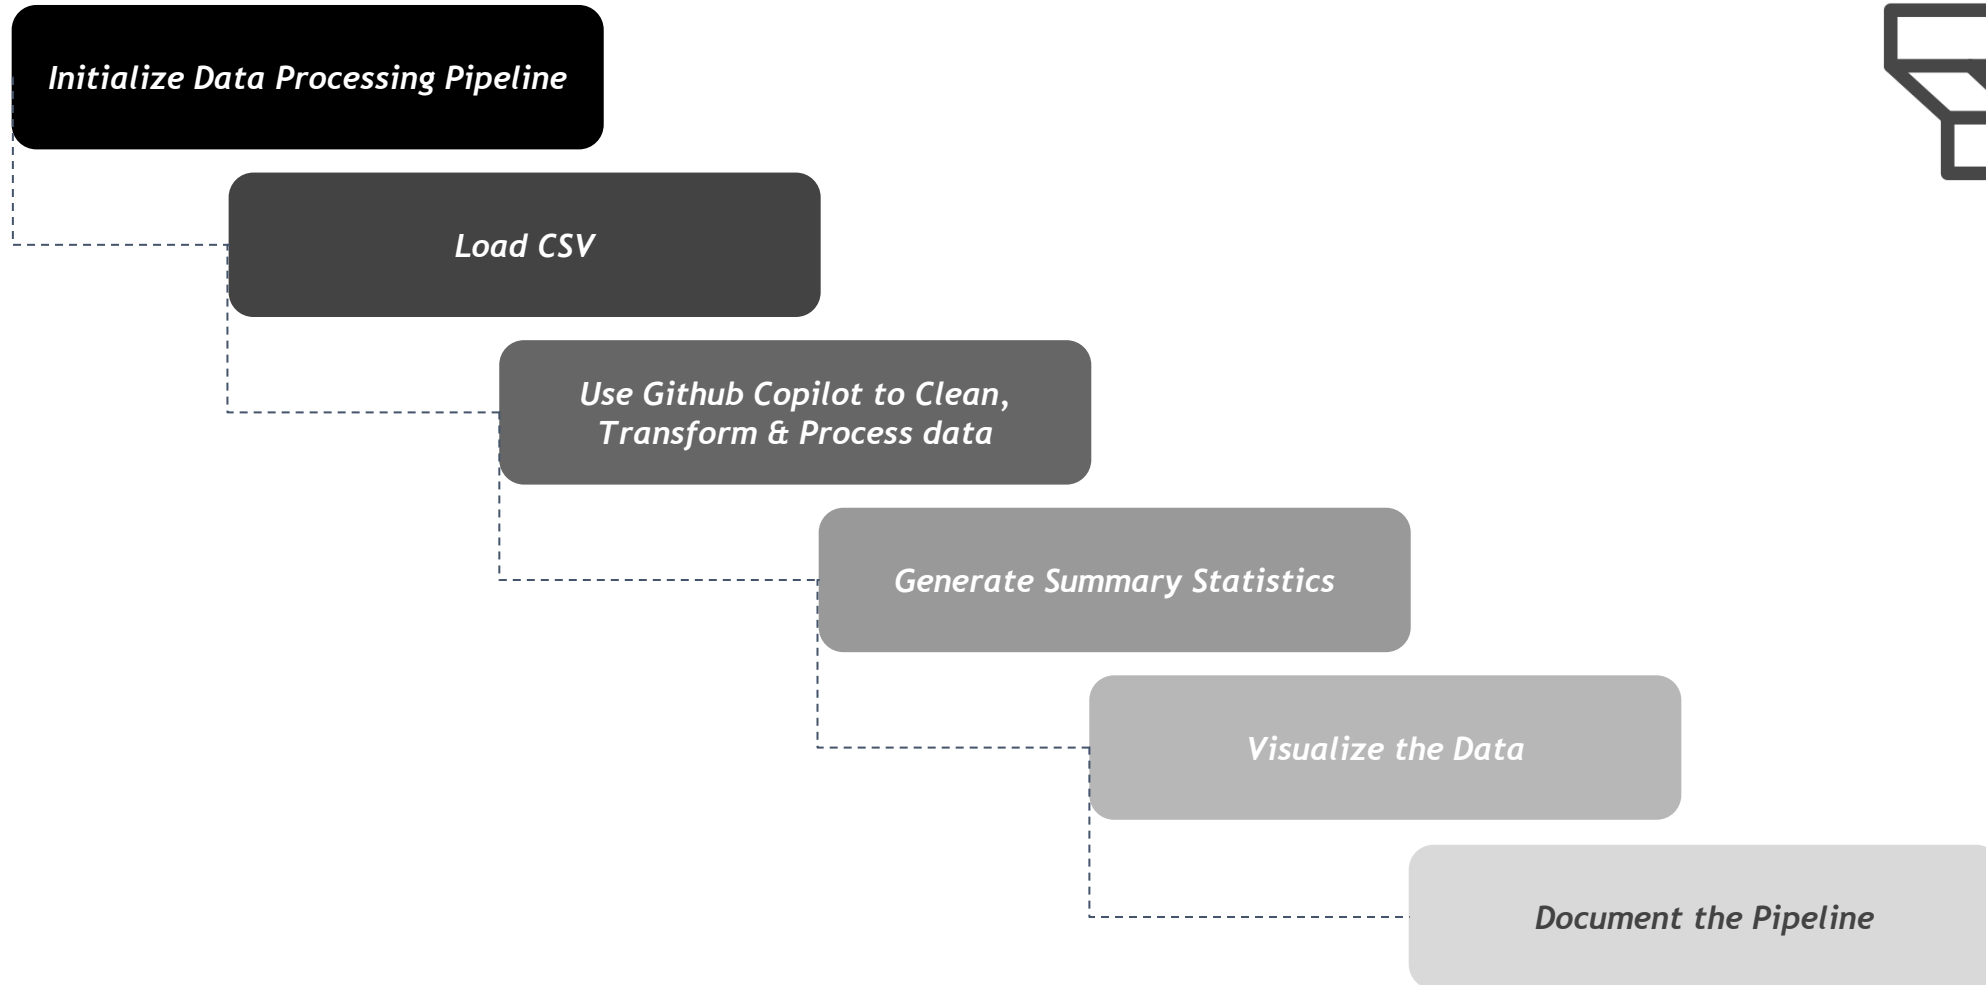 Initialize Data Processing Pipeline
Load CSV
Use Github Copilot to Clean,
Transform & Process data
Generate Summary Statistics
Visualize the Data
Document the Pipeline